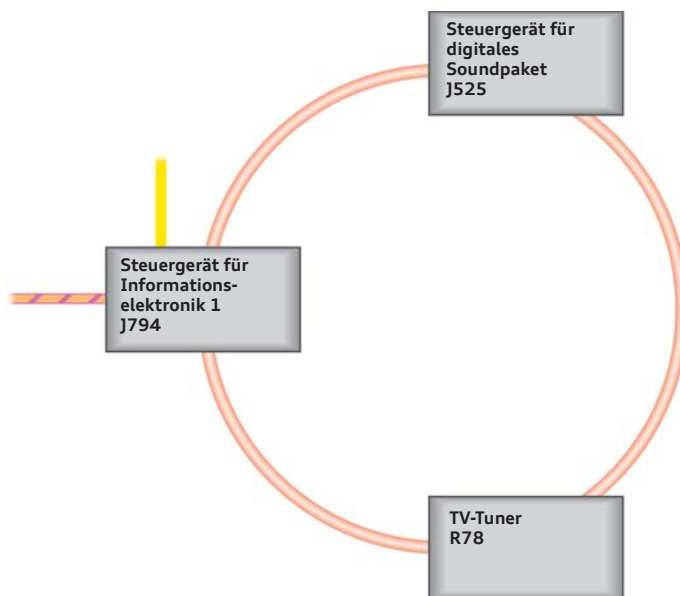 Steuergerät für
digitales
Soundpaket
J525
Steuergerät für
Informations-
elektronik 1
J794
TV-Tuner
R78